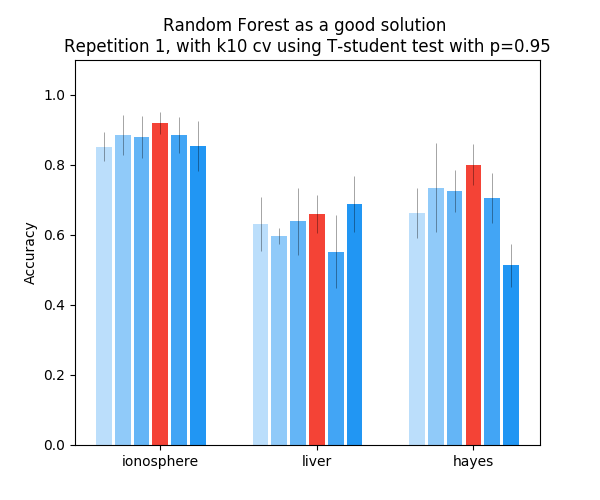 Random Forest as a good solution
Repetition 1, with k10 cv using T-student test with p=0.95
1.0
0.8
0.6
0.4
0.2
0.0
Accuracy
ionosphere
liver
hayes